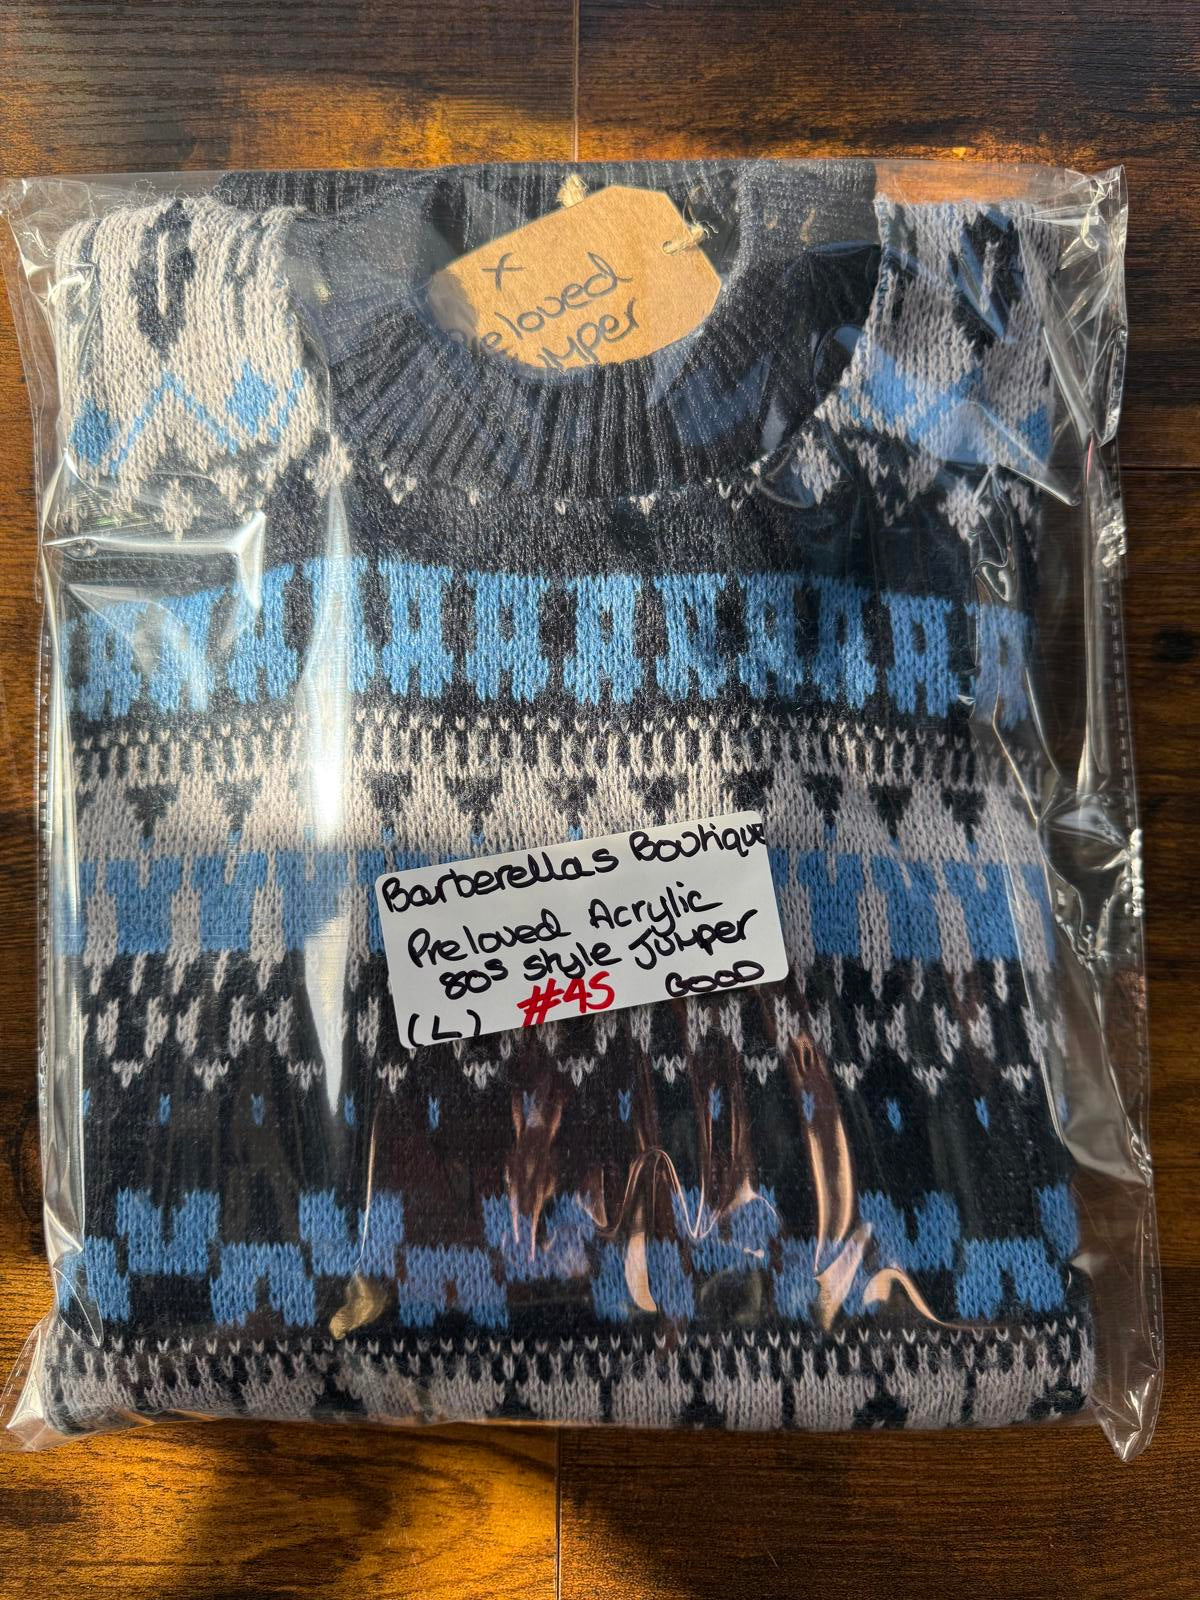 x
Preloved
Jumper
Barberellas Boutique
Preloved Acrylic
80s style Jumper
(L) #45 GOOD